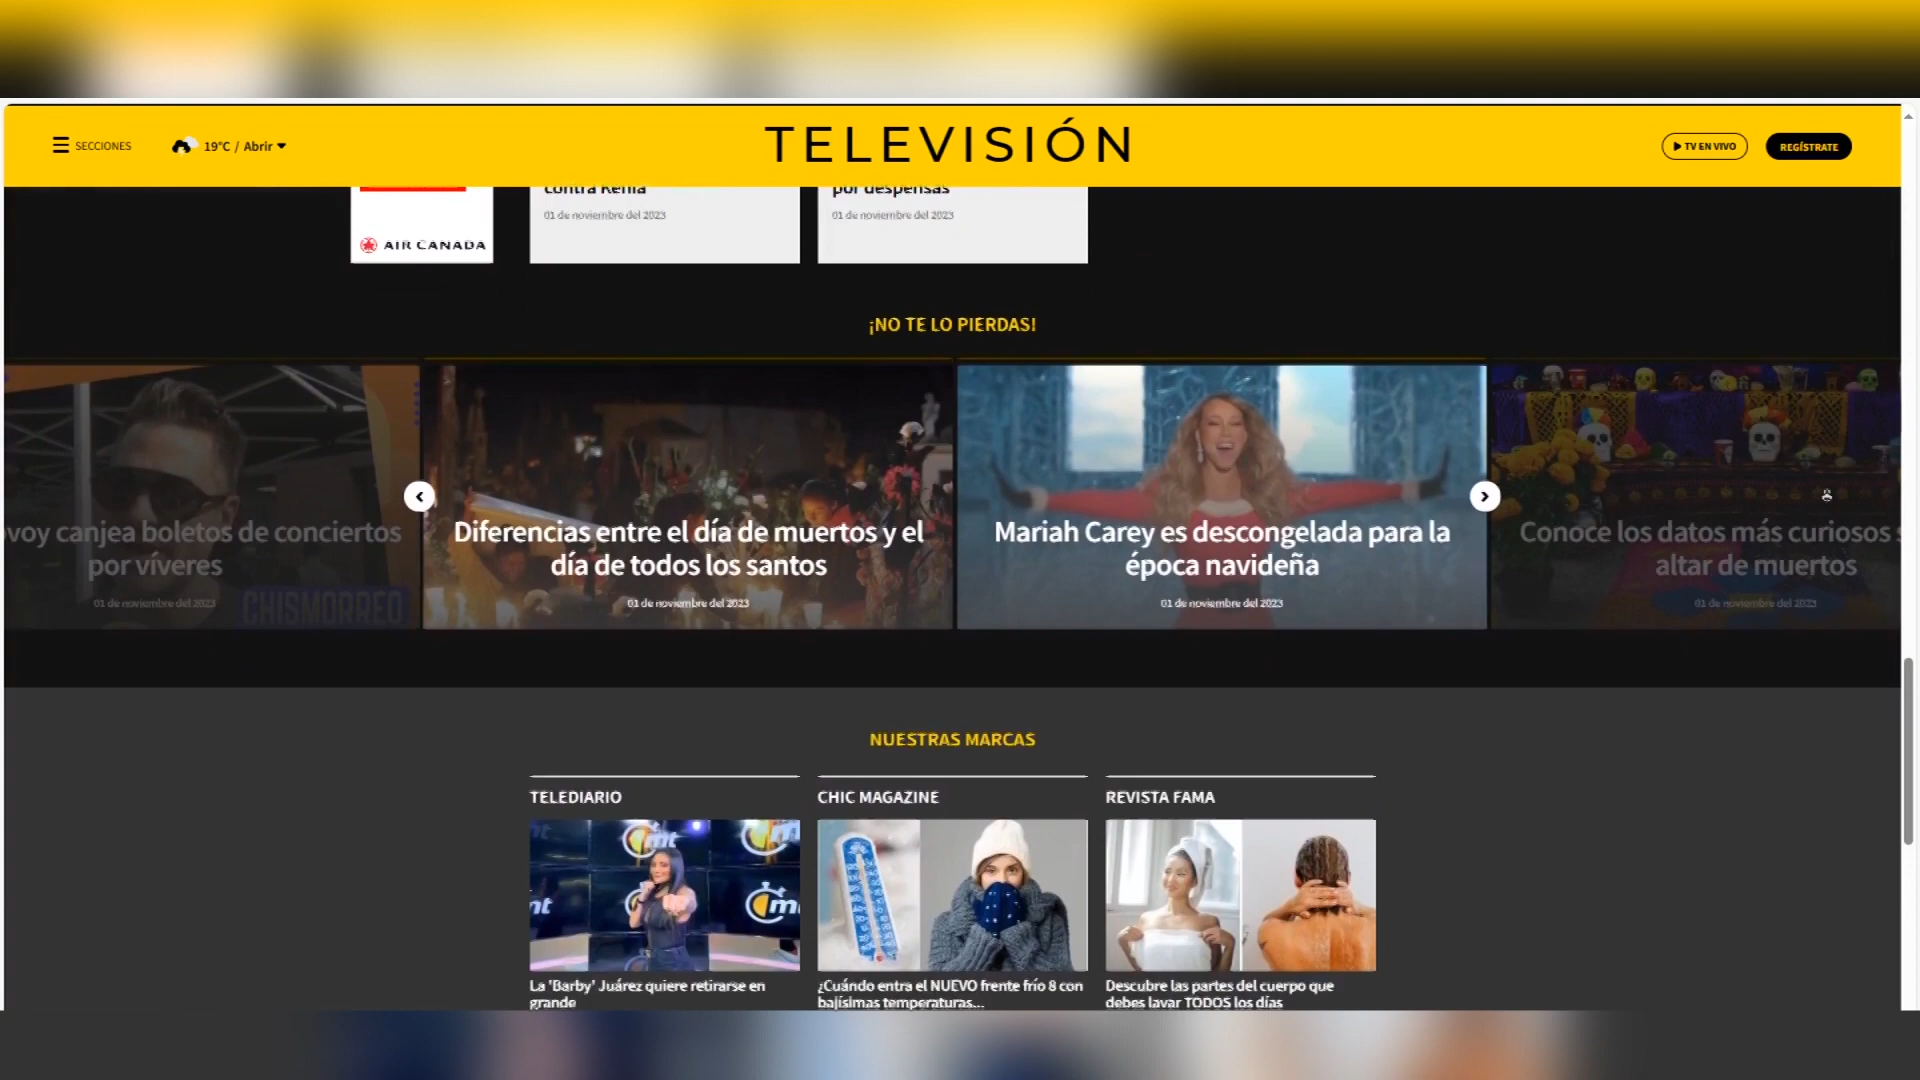 SECCIONES
19°C / Abrir
TELEVISIÓN
TV EN VIVO
REGÍSTRATE
contra Kenia
por despensas
01 de noviembre del 2023
01 de noviembre del 2023
AIR CANADA
¡NO TE LO PIERDAS!
voy canjea boletos de conciertos
por víveres
01 de noviembre del 2023
CHISMORREO
Diferencias entre el día de muertos y el
día de todos los santos
01 de noviembre del 2023
Mariah Carey es descongelada para la
época navideña
01 de noviembre del 2023
Conoce los datos más curiosos
altar de muertos
01 de noviembre del 2023
NUESTRAS MARCAS
TELEDIARIO
CHIC MAGAZINE
REVISTA FAMA
La 'Barby' Juárez quiere retirarse en
grande
¿Cuándo entra el NUEVO frente frío 8 con
bajísimas temperaturas...
Descubre las partes del cuerpo que
debes lavar TODOS los días